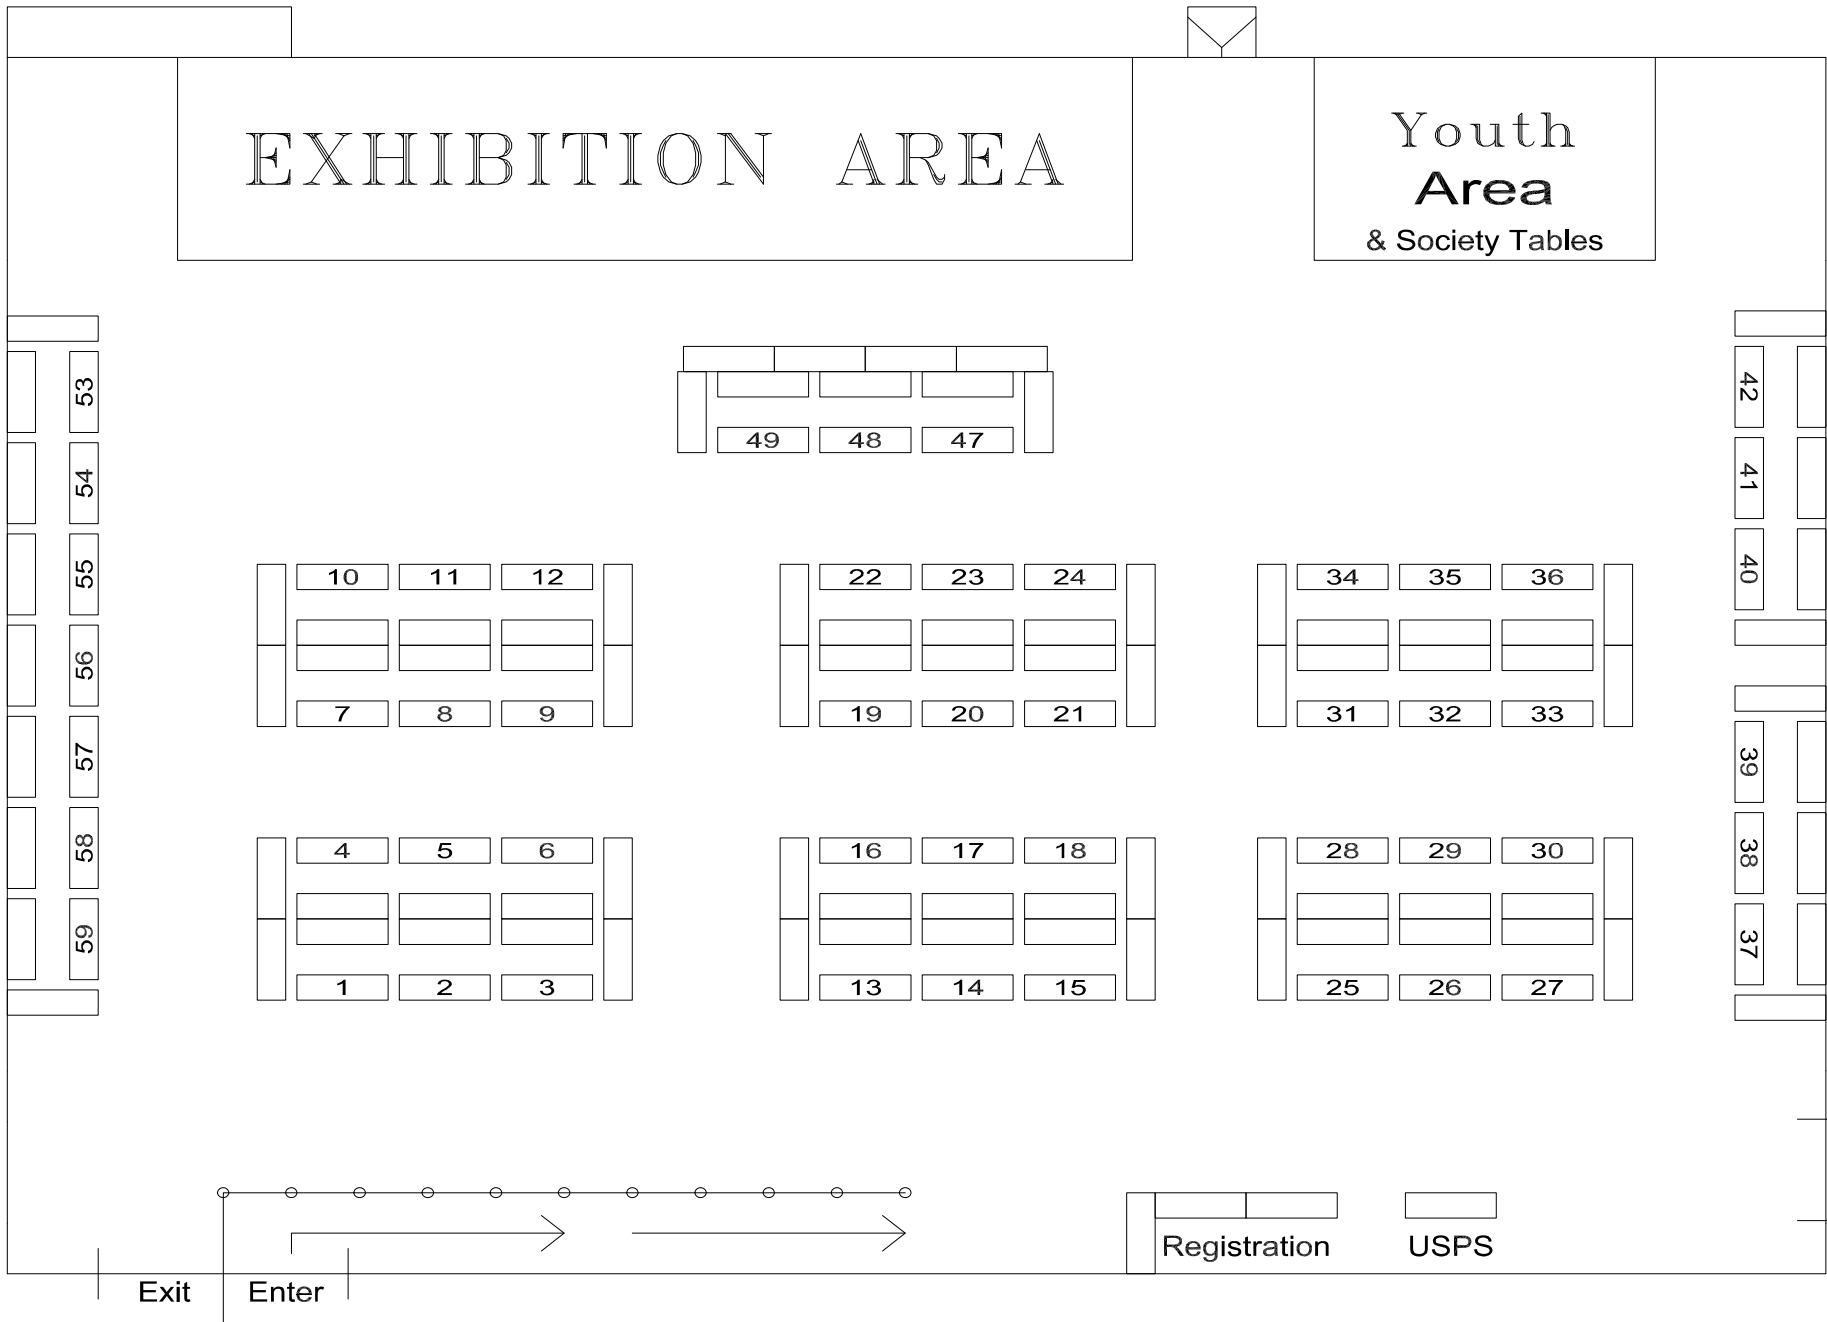 EXHIBITION AREA
Youth
Area
& Society Tables
53
54
55
56
57
58
59
49 48 47
42
41
40
39
38
37
10 11 12
22 23 24
34 35 36
7 8 9
19 20 21
31 32 33
4 5 6
16 17 18
28 29 30
1 2 3
13 14 15
25 26 27
Registration
USPS
Exit
Enter